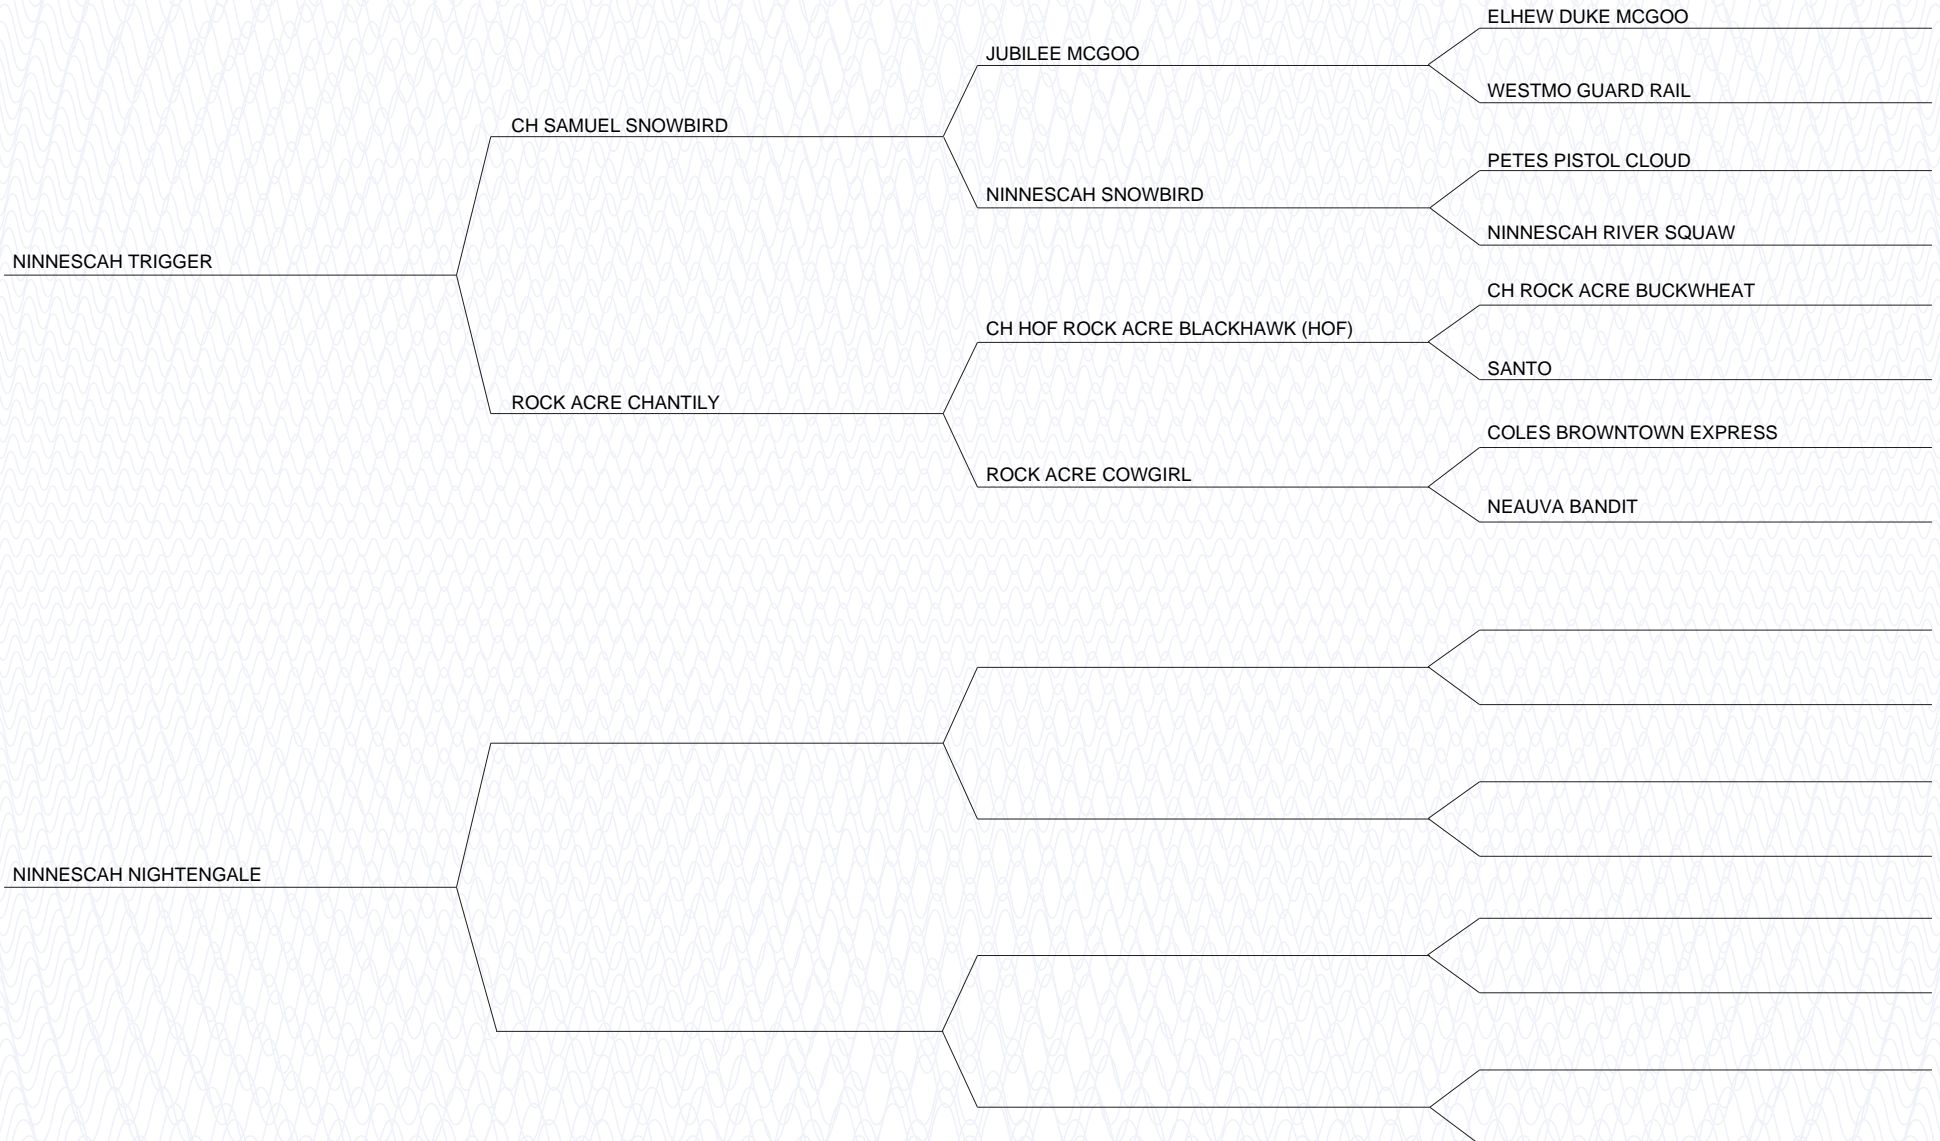 ELHEW DUKE MCGOO
JUBILEE MCGOO
WESTMO GUARD RAIL
CH SAMUEL SNOWBIRD
PETES PISTOL CLOUD
NINNESCAH SNOWBIRD
NINNESCAH RIVER SQUAW
NINNESCAH TRIGGER
CH ROCK ACRE BUCKWHEAT
CH HOF ROCK ACRE BLACKHAWK (HOF)
SANTO
ROCK ACRE CHANTILY
COLES BROWNTOWN EXPRESS
ROCK ACRE COWGIRL
NEAUVA BANDIT
NINNESCAH NIGHTENGALE